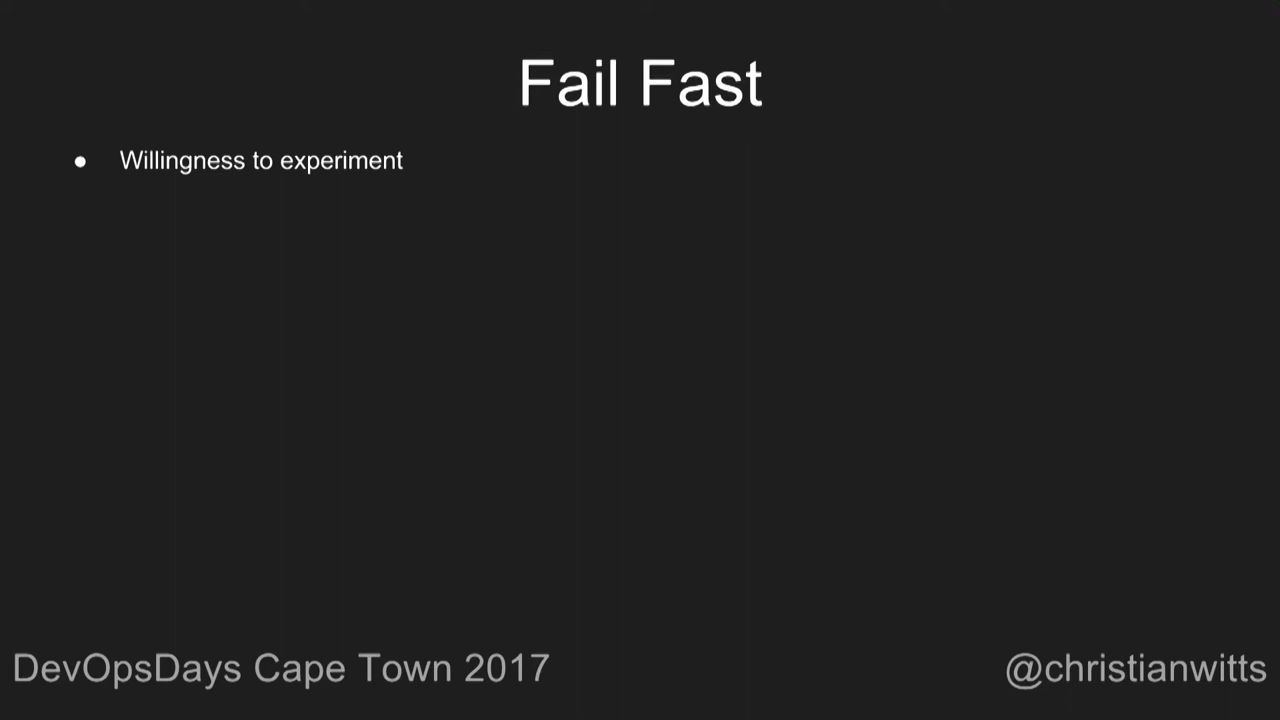 Fail Fast
● Willingness to experiment
DevOpsDays Cape Town 2017
@christianwitts